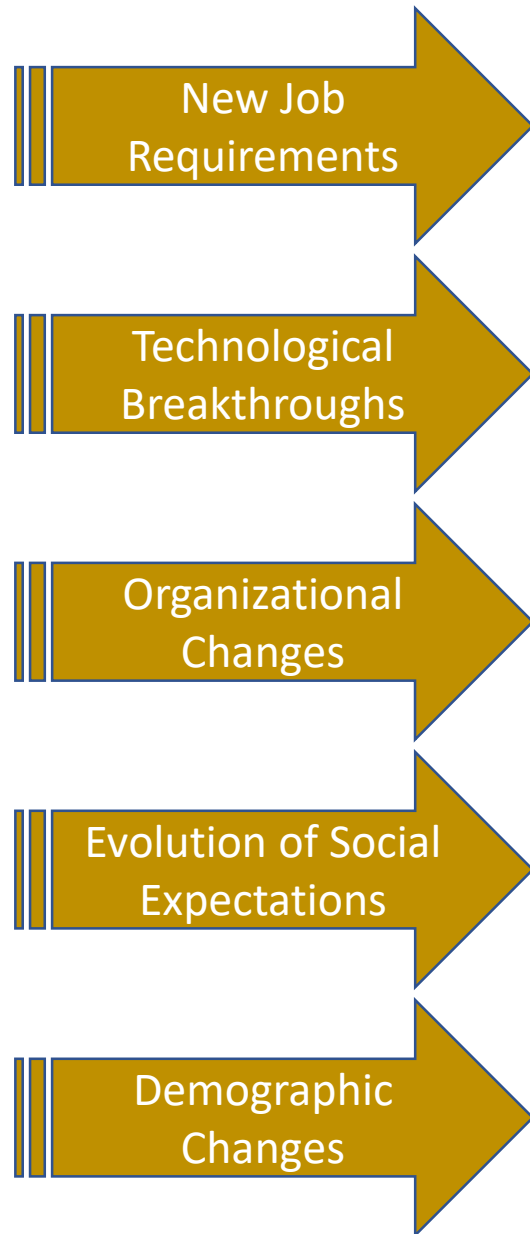 New Job
Requirements
Technological
Breakthroughs
Organizational
Changes
Evolution of Social
Expectations
Demographic
Changes